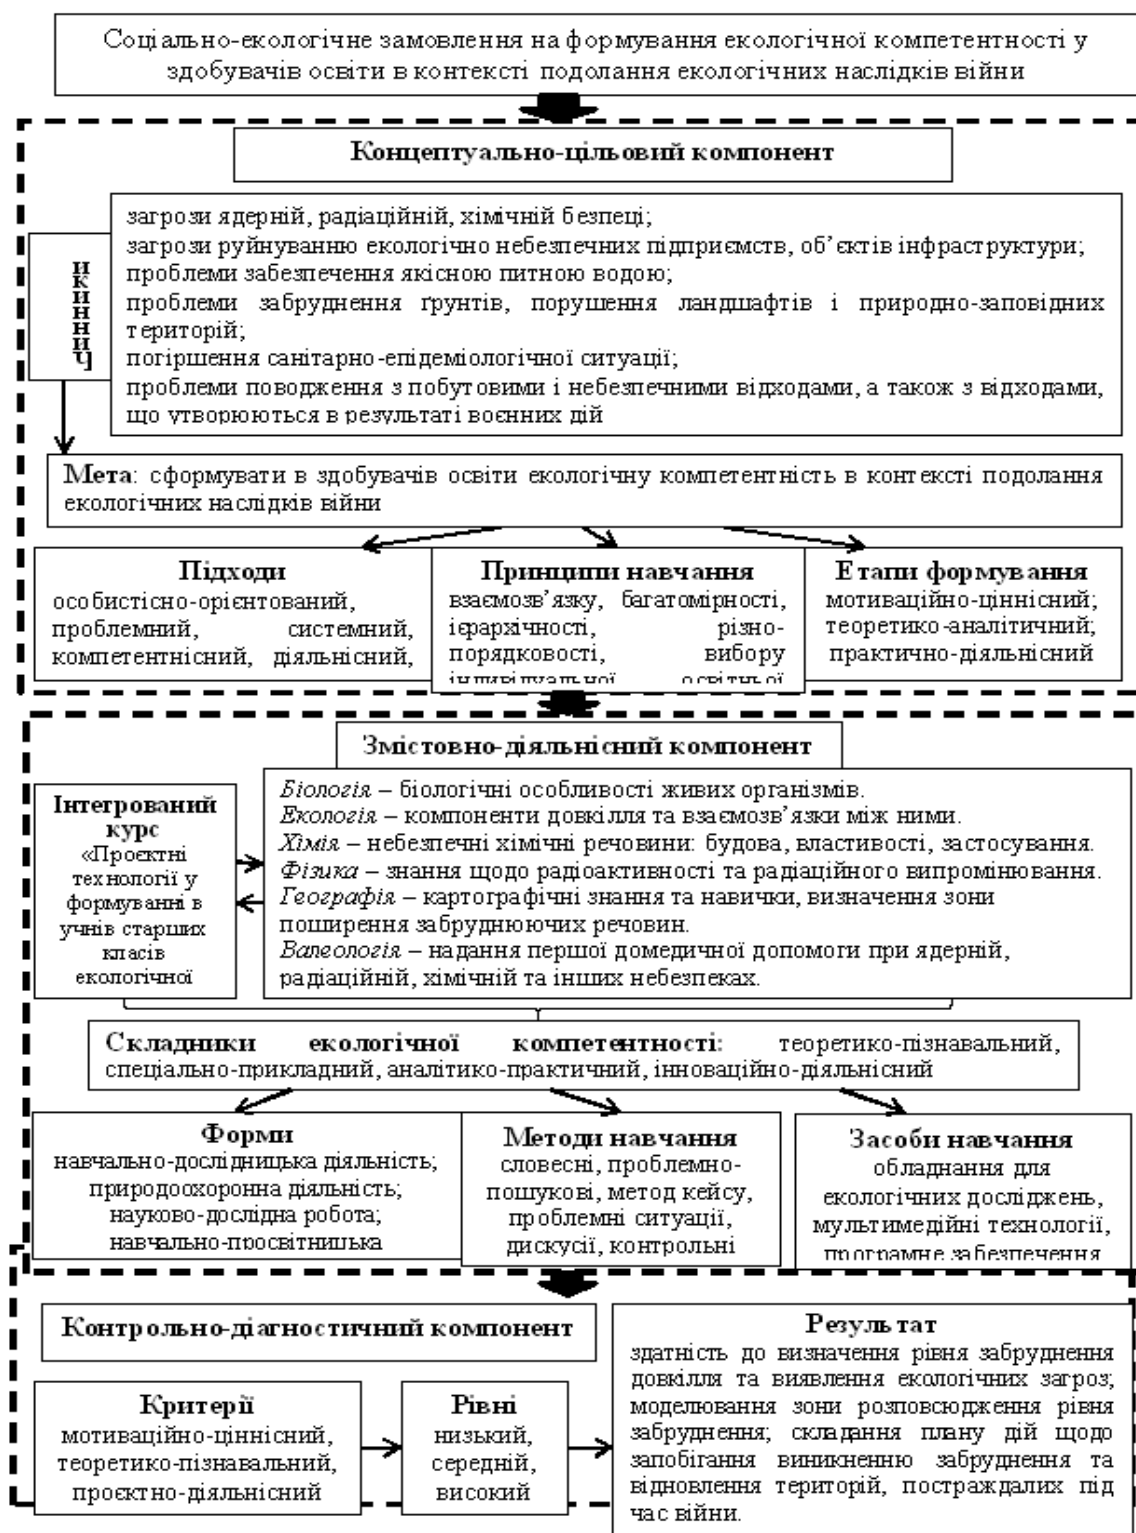 Соціально-екологічне замовлення на формування екологічної компетентності у
здобувачів освіти в контексті подолання екологічних наслідків війни
Концептуально-цільовий компонент
Чинники
загрози ядерній, радіаційній, хімічній безпеці;
загрози руйнуванню екологічно небезпечних підприємств, об’єктів інфраструктури;
проблеми забезпечення якісною питною водою;
проблеми забруднення ґрунтів, порушення ландшафтів і природно-заповідних
територій;
погіршення санітарно-епідеміологічної ситуації;
проблеми поводження з побутовими і небезпечними відходами, а також з відходами,
що утворюються в результаті воєнних дій
Мета: сформувати в здобувачів освіти екологічну компетентність в контексті подолання
екологічних наслідків війни
Підходи
особистісно-орієнтований,
проблемний, системний,
компетентнісний, діяльнісний,
Принципи навчання
взаємозв’язку, багатомірності,
ієрархічності, різно-
порядковості, вибору
індивідуальної освітньої
Етапи формування
мотиваційно-ціннісний;
теоретико-аналітичний;
практично-діяльнісний
Змістовно-діяльнісний компонент
Інтегрований
курс
«Проєктні
технології у
формуванні в
учнів старших
класів
екологічної
Біологія – біологічні особливості живих організмів.
Екологія – компоненти довкілля та взаємозв’язки між ними.
Хімія – небезпечні хімічні речовини: будова, властивості, застосування.
Фізика – знання щодо радіоактивності та радіаційного випромінювання.
Географія – картографічні знання та навички, визначення зони
поширення забруднюючих речовин.
Валеологія – надання першої домедичної допомоги при ядерній,
радіаційній, хімічній та інших небезпеках.
Складники екологічної компетентності: теоретико-пізнавальний,
спеціально-прикладний, аналітико-практичний, інноваційно-діяльнісний
Форми
навчально-дослідницька діяльність;
природоохоронна діяльність;
науково-дослідна робота;
навчально-просвітницька
Методи навчання
словесні, проблемно-
пошукові, метод кейсу,
проблемні ситуації,
дискусії, контрольні
Засоби навчання
обладнання для
екологічних досліджень,
мультимедійні технології,
програмне забезпечення
Контрольно-діагностичний компонент
Критерії
мотиваційно-ціннісний,
теоретико-пізнавальний,
проєктно-діяльнісний
Рівні
низький,
середній,
високий
Результат
здатність до визначення рівня забруднення
довкілля та виявлення екологічних загроз;
моделювання зони розповсюдження рівня
забруднення; складання плану дій щодо
запобігання виникненню забруднення та
відновлення територій, постраждалих під
час війни.